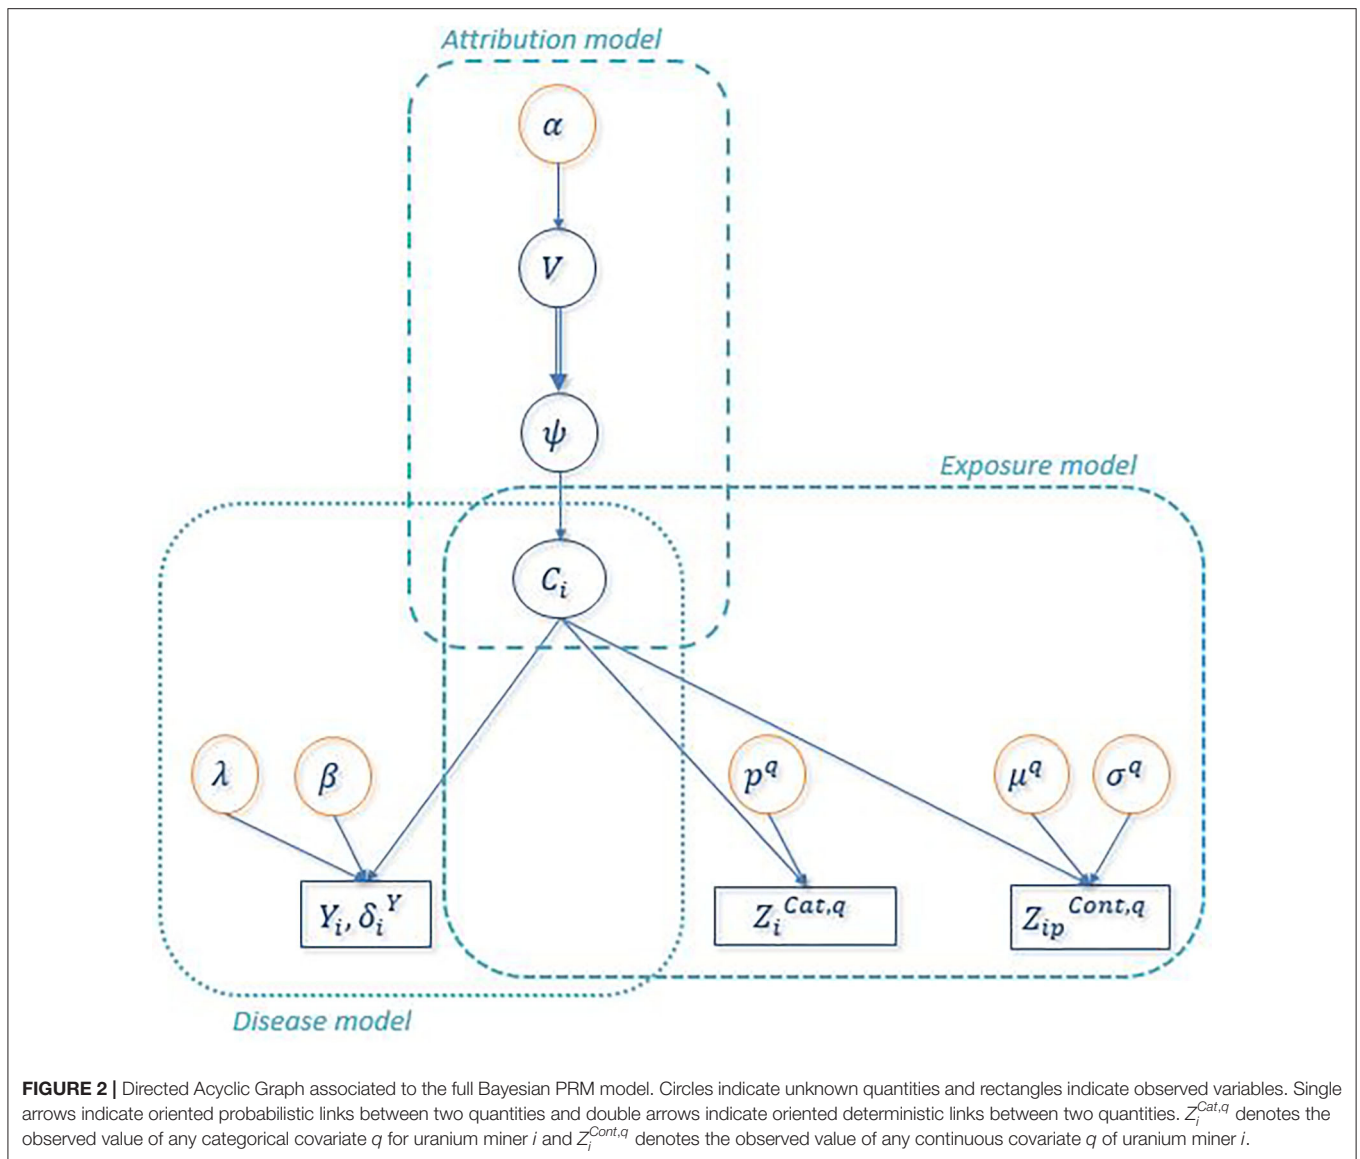 Attribution model
α
V
ψ
Exposure model
C_i
λ
β
p^q
μ^q
σ^q
Y_i, δ_i^Y
Z_i^{Cat,q}
Z_{ip}^{Cont,q}
Disease model
FIGURE 2 | Directed Acyclic Graph associated to the full Bayesian PRM model. Circles indicate unknown quantities and rectangles indicate observed variables. Single
arrows indicate oriented probabilistic links between two quantities and double arrows indicate oriented deterministic links between two quantities. Z_i^{Cat,q} denotes the
observed value of any categorical covariate q for uranium miner i and Z_i^{Cont,q} denotes the observed value of any continuous covariate q of uranium miner i.